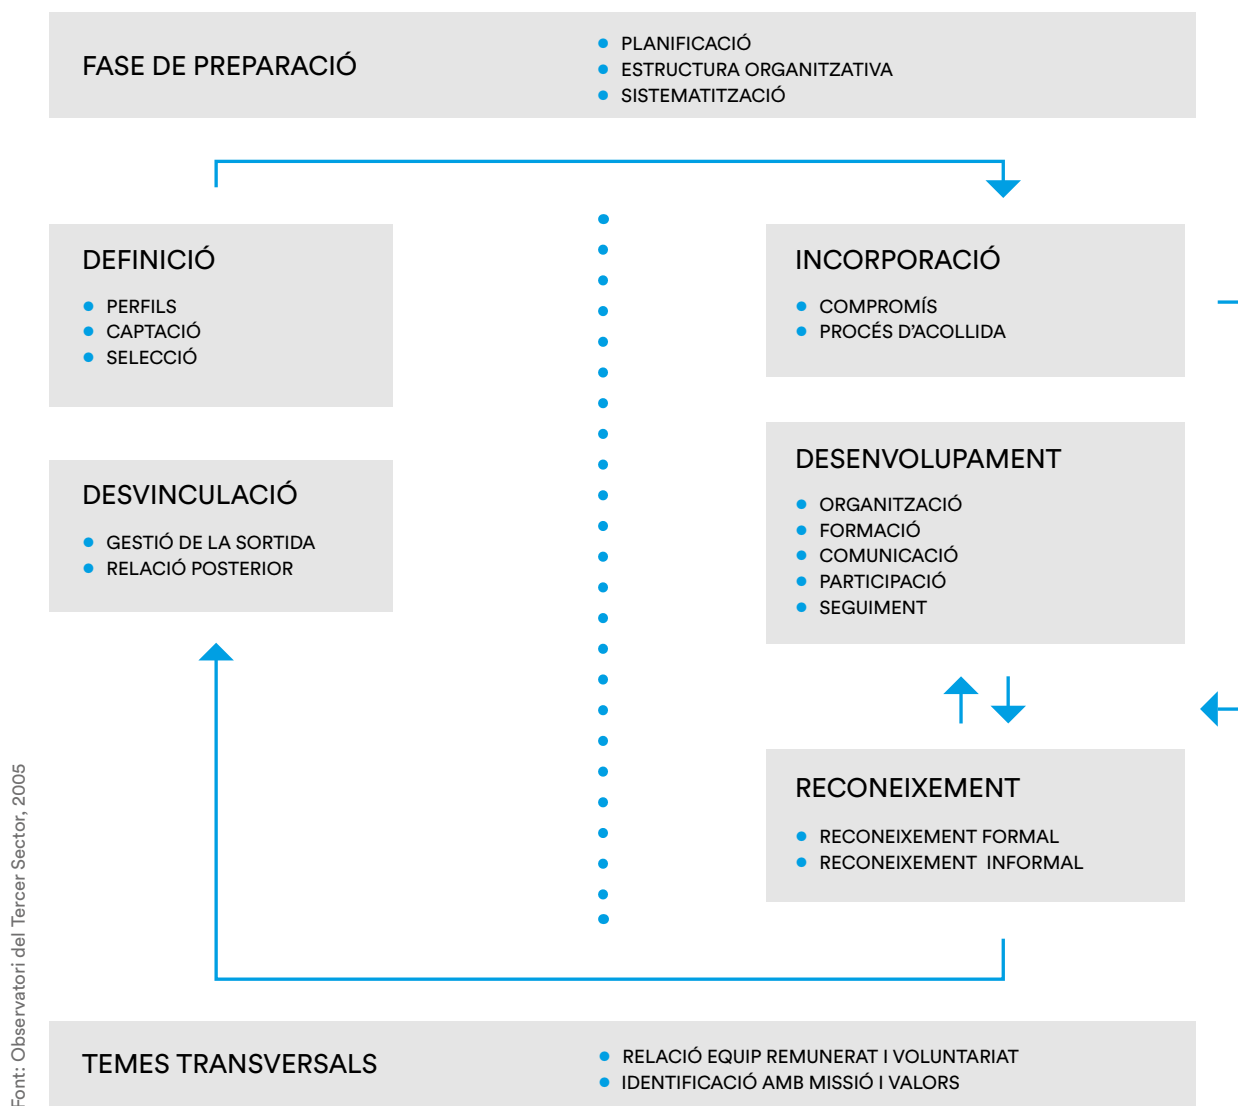 FASE DE PREPARACIÓ
PLANIFICACIÓ
ESTRUCTURA ORGANITZATIVA
SISTEMATITZACIÓ
DEFINICIÓ
PERFILS
CAPTACIÓ
SELECCIÓ
DESVINCULACIÓ
GESTIÓ DE LA SORTIDA
RELACIÓ POSTERIOR
INCORPORACIÓ
COMPROMÍS
PROCÉS D’ACOLLIDA
DESENVOLUPAMENT
ORGANITZACIÓ
FORMACIÓ
COMUNICACIÓ
PARTICIPACIÓ
SEGUIMENT
RECONEIXEMENT
RECONEIXEMENT FORMAL
RECONEIXEMENT INFORMAL
TEMES TRANSVERSALS
RELACIÓ EQUIP REMUNERAT I VOLUNTARIAT
IDENTIFICACIÓ AMB MISSIÓ I VALORS
Font: Observatori del Tercer Sector, 2005